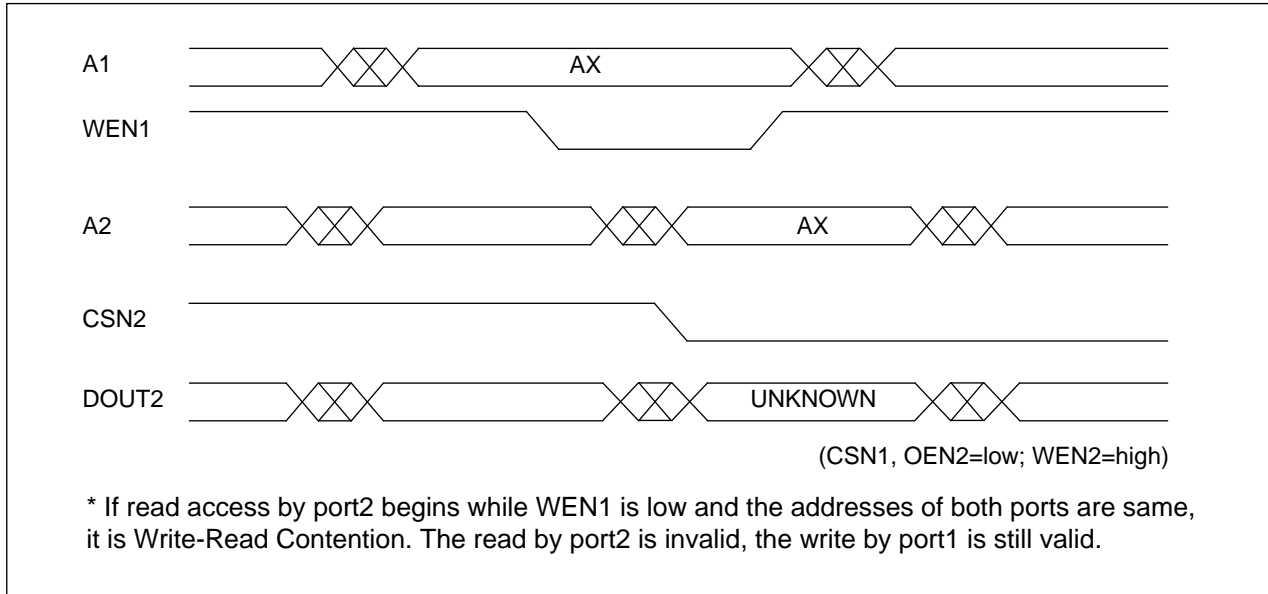 A1
AX
WEN1
A2
AX
CSN2
DOUT2
UNKNOWN
(CSN1, OEN2=low; WEN2=high)
* If read access by port2 begins while WEN1 is low and the addresses of both ports are same,
it is Write-Read Contention. The read by port2 is invalid, the write by port1 is still valid.